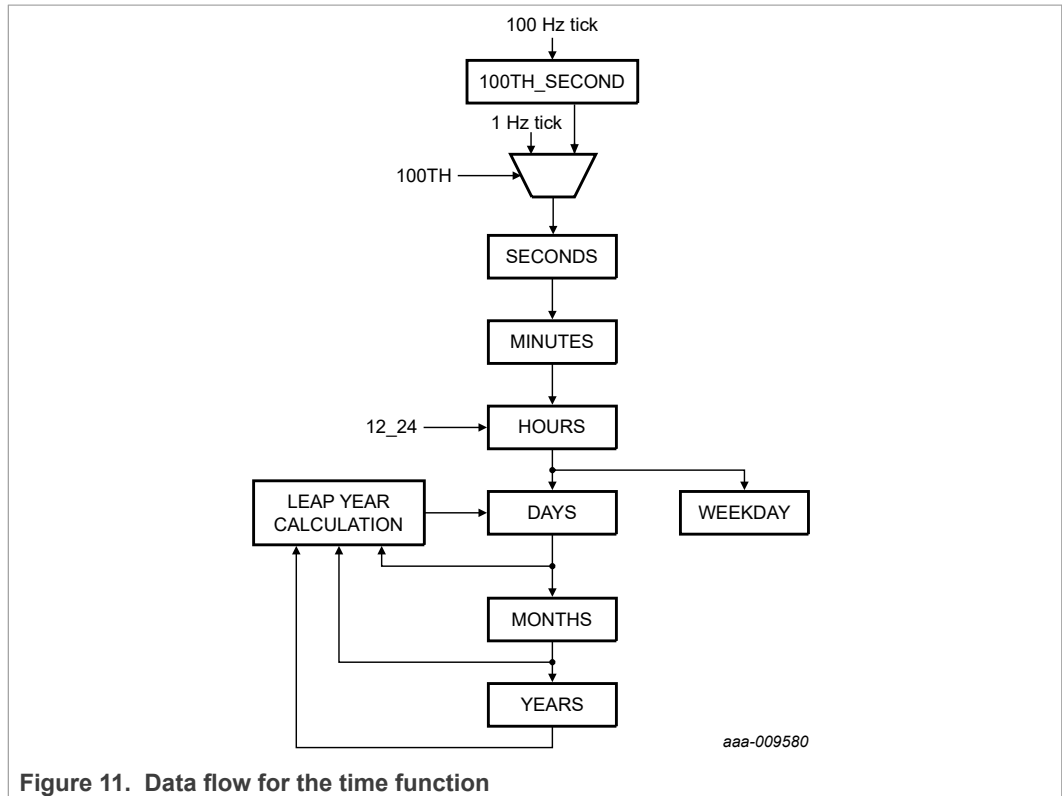 100 Hz tick
100TH_SECOND
1 Hz tick
100TH
SECONDS
MINUTES
12_24
HOURS
LEAP YEAR
CALCULATION
DAYS
WEEKDAY
MONTHS
YEARS
aaa-009580
Figure 11. Data flow for the time function